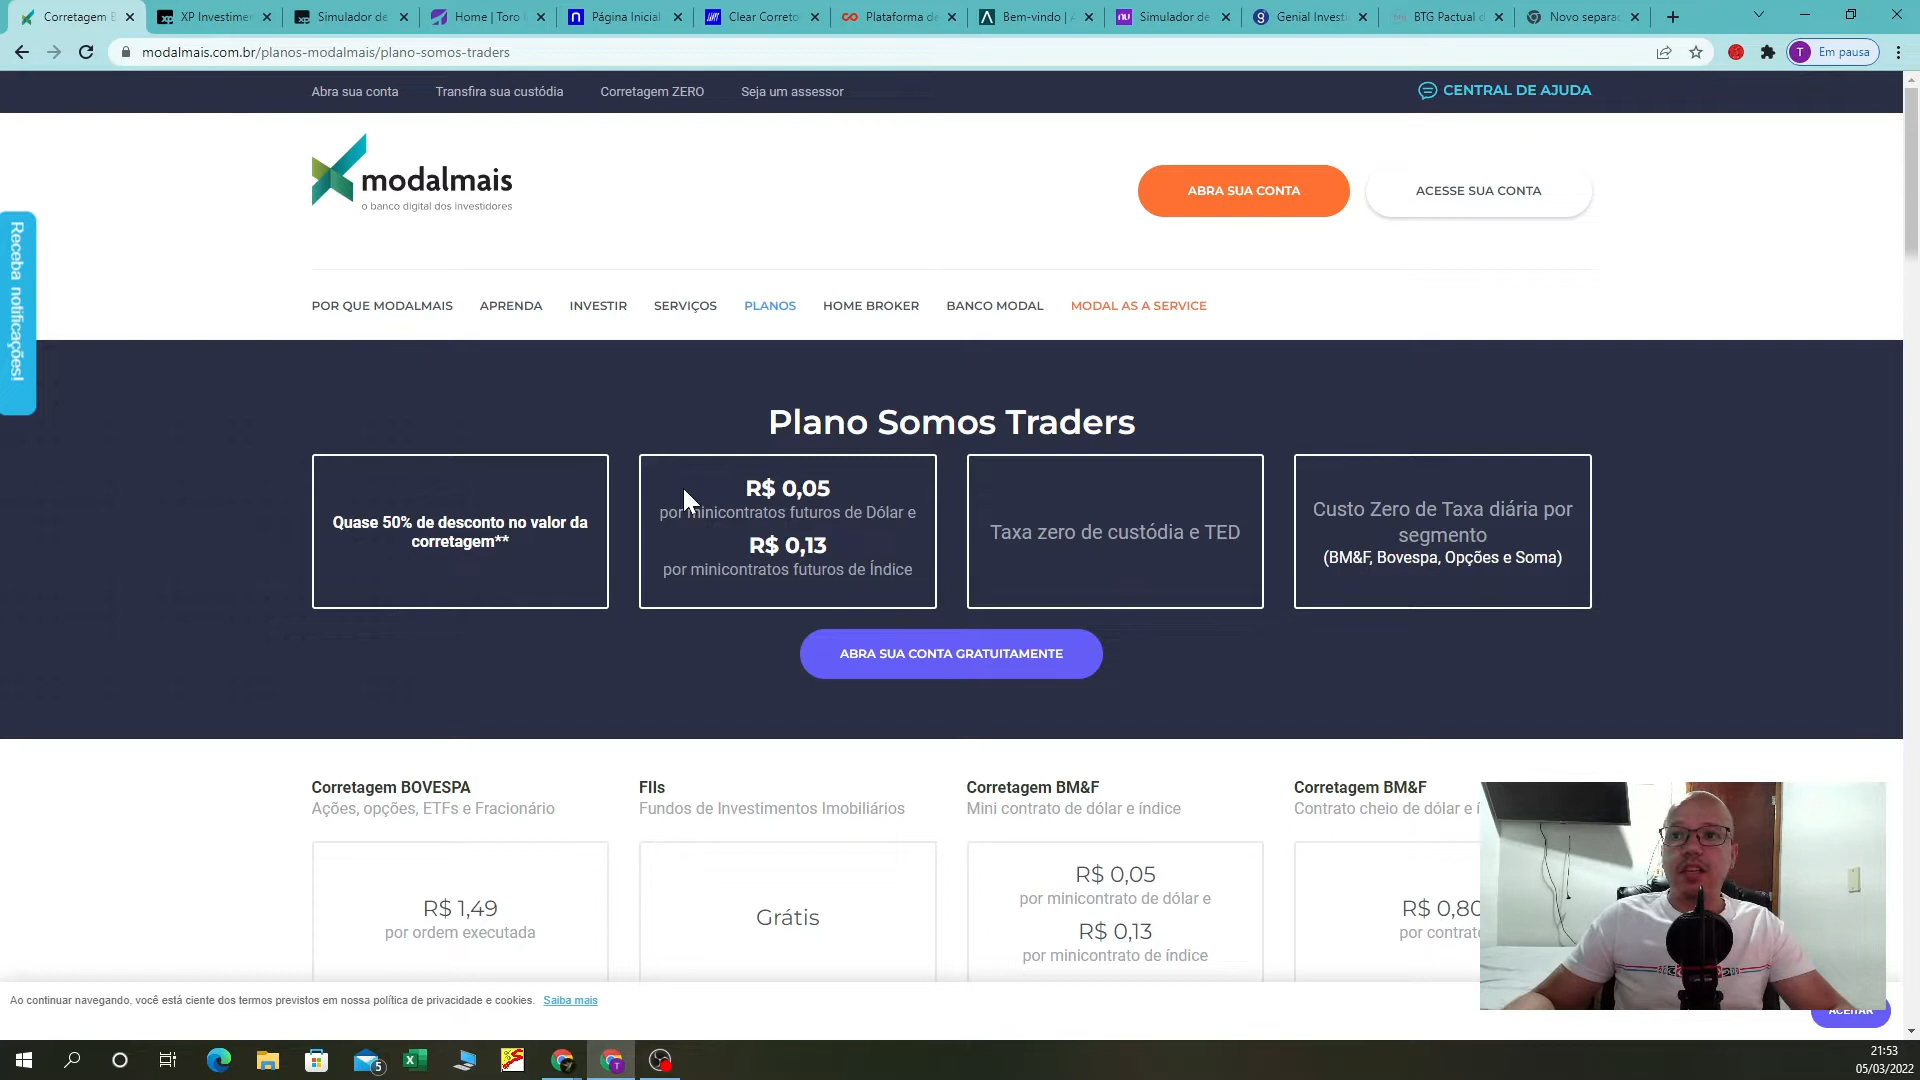 Corretagem B
XP Investime
Simulador de
Home | Toro I
Página Inicial
Clear Correto
Plataforma de
Bem-vindo | A
Simulador de
Genial Investi
BTG Pactual d
Novo separad
modalmais.com.br/planos-modalmais/plano-somos-traders
T
Em pausa
Abra sua conta
Transfira sua custódia
Corretagem ZERO
Seja um assessor
CENTRAL DE AJUDA
modalmais
o banco digital dos investidores
ABRA SUA CONTA
ACESSE SUA CONTA
Receba notificações!
POR QUE MODALMAIS
APRENDA
INVESTIR
SERVIÇOS
PLANOS
HOME BROKER
BANCO MODAL
MODAL AS A SERVICE
Plano Somos Traders
Quase 50% de desconto no valor da
corretagem**
R$ 0,05
por minicontratos futuros de Dólar e
R$ 0,13
por minicontratos futuros de Índice
Taxa zero de custódia e TED
Custo Zero de Taxa diária por
segmento
(BM&F, Bovespa, Opções e Soma)
ABRA SUA CONTA GRATUITAMENTE
Corretagem BOVESPA
Ações, opções, ETFs e Fracionário
R$ 1,49
por ordem executada
FIIs
Fundos de Investimentos Imobiliários
Grátis
Corretagem BM&F
Mini contrato de dólar e índice
R$ 0,05
por minicontrato de dólar e
R$ 0,13
por minicontrato de índice
Corretagem BM&F
Contrato cheio de dólar e í
R$ 0,80
por contrat
Ao continuar navegando, você está ciente dos termos previstos em nossa política de privacidade e cookies. Saiba mais
ACEITAR
5
21:53
05/03/2022